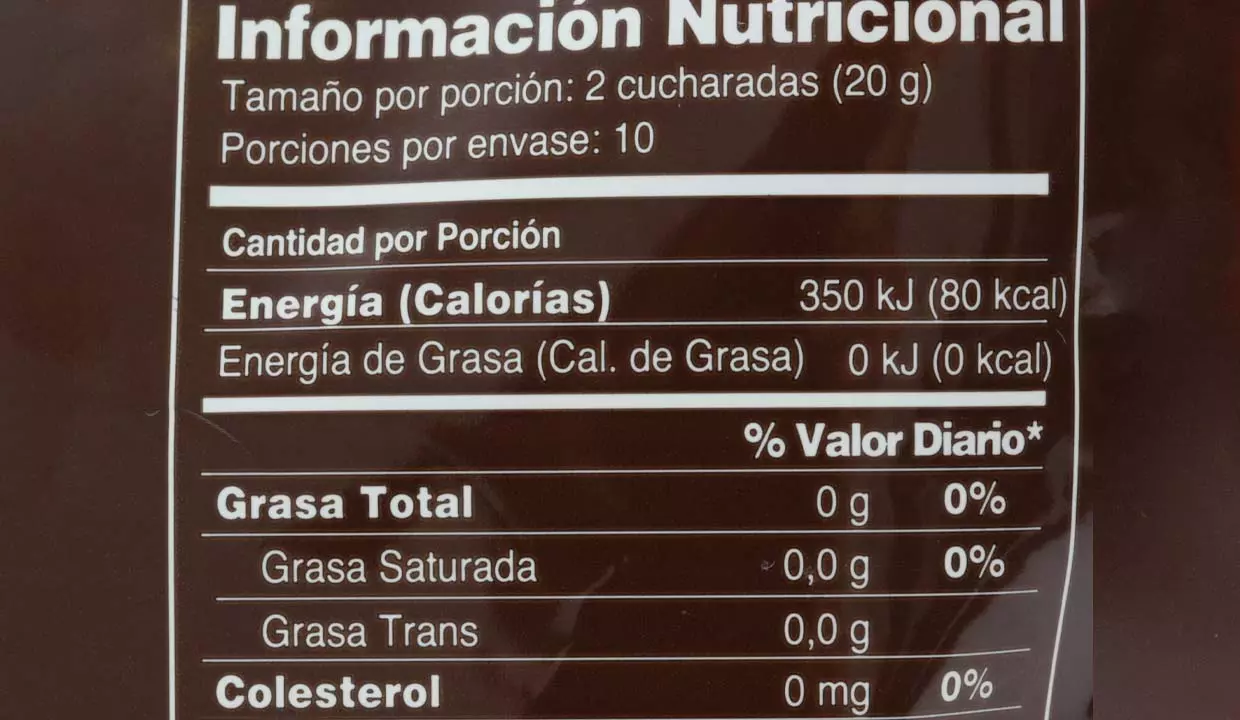 Información Nutricional
Tamaño por porción: 2 cucharadas (20 g)
Porciones por envase: 10
Cantidad por Porción
Energía (Calorías) 350 kJ (80 kcal)
Energía de Grasa (Cal. de Grasa) 0 kJ (0 kcal)
% Valor Diario*
Grasa Total 0 g 0%
Grasa Saturada 0,0 g 0%
Grasa Trans 0,0 g
Colesterol 0 mg 0%